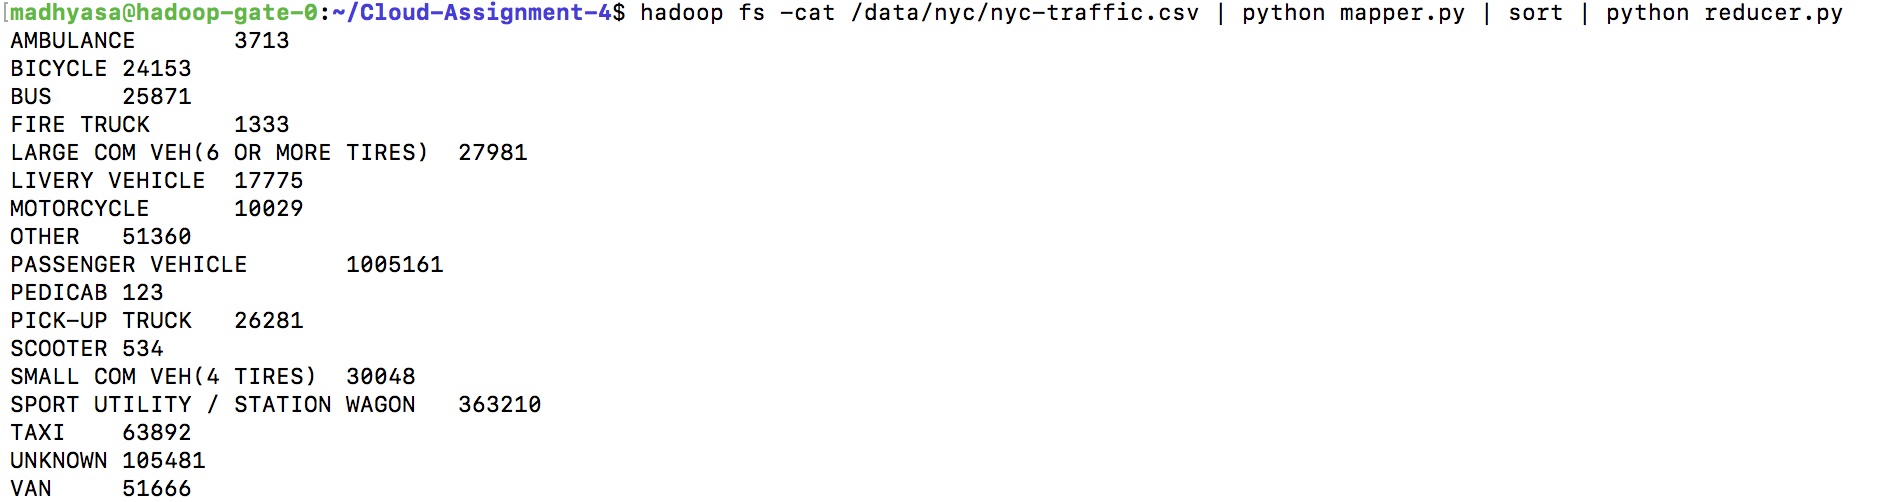 [madhyasa@hadoop-gate-0:~/Cloud-Assignment-4$ hadoop fs -cat /data/nyc/nyc-traffic.csv | python mapper.py | sort | python reducer.py
AMBULANCE	3713
BICYCLE	24153
BUS	25871
FIRE TRUCK	1333
LARGE COM VEH(6 OR MORE TIRES)	27981
LIVERY VEHICLE	17775
MOTORCYCLE	10029
OTHER	51360
PASSENGER VEHICLE	1005161
PEDICAB	123
PICK-UP TRUCK	26281
SCOOTER	534
SMALL COM VEH(4 TIRES)	30048
SPORT UTILITY / STATION WAGON	363210
TAXI	63892
UNKNOWN	105481
VAN	51666